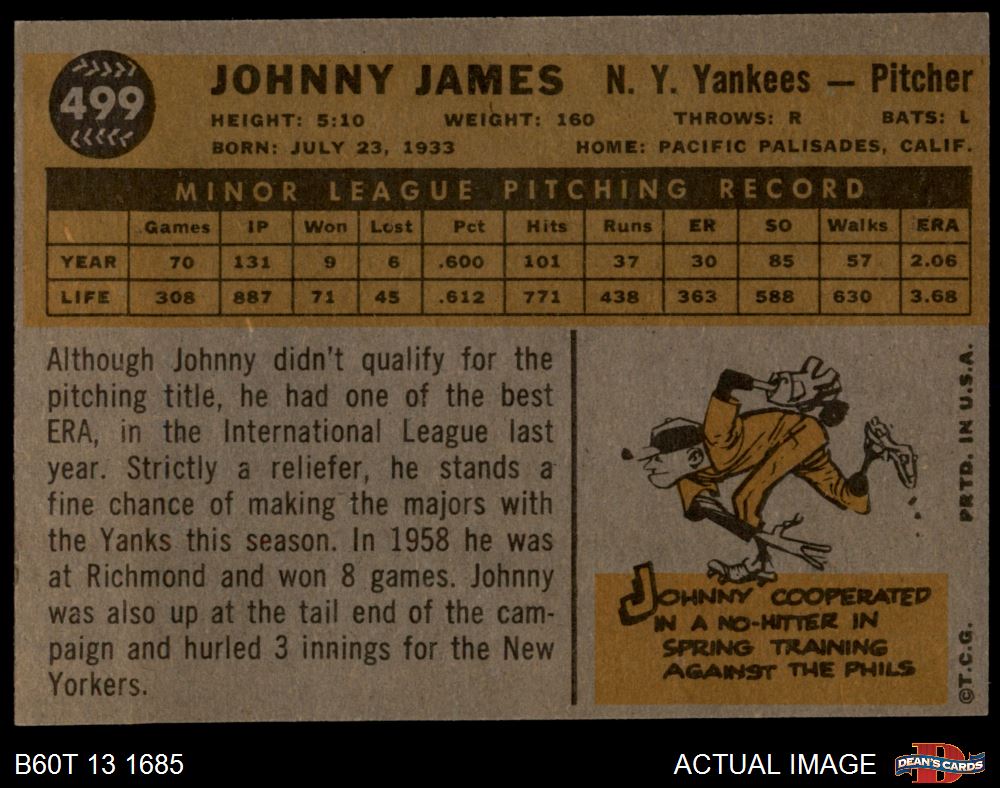 499
JOHNNY JAMES N. Y. Yankees — Pitcher
HEIGHT: 5:10 WEIGHT: 160 THROWS: R BATS: L
BORN: JULY 23, 1933 HOME: PACIFIC PALISADES, CALIF.
MINOR LEAGUE PITCHING RECORD
Games IP Won Lost Pct Hits Runs ER SO Walks ERA
YEAR 70 131 9 6 .600 101 37 30 85 57 2.06
LIFE 308 887 71 45 .612 771 438 363 588 630 3.68
Although Johnny didn't qualify for the
pitching title, he had one of the best
ERA, in the International League last
year. Strictly a reliefer, he stands a
fine chance of making the majors with
the Yanks this season. In 1958 he was
at Richmond and won 8 games. Johnny
was also up at the tail end of the cam-
paign and hurled 3 innings for the New
Yorkers.
JOHNNY COOPERATED
IN A NO-HITTER IN
SPRING TRAINING
AGAINST THE PHILS
©T.C.G. PRTD. IN U.S.A.
B60T 13 1685
ACTUAL IMAGE
D
DEAN'S CARDS